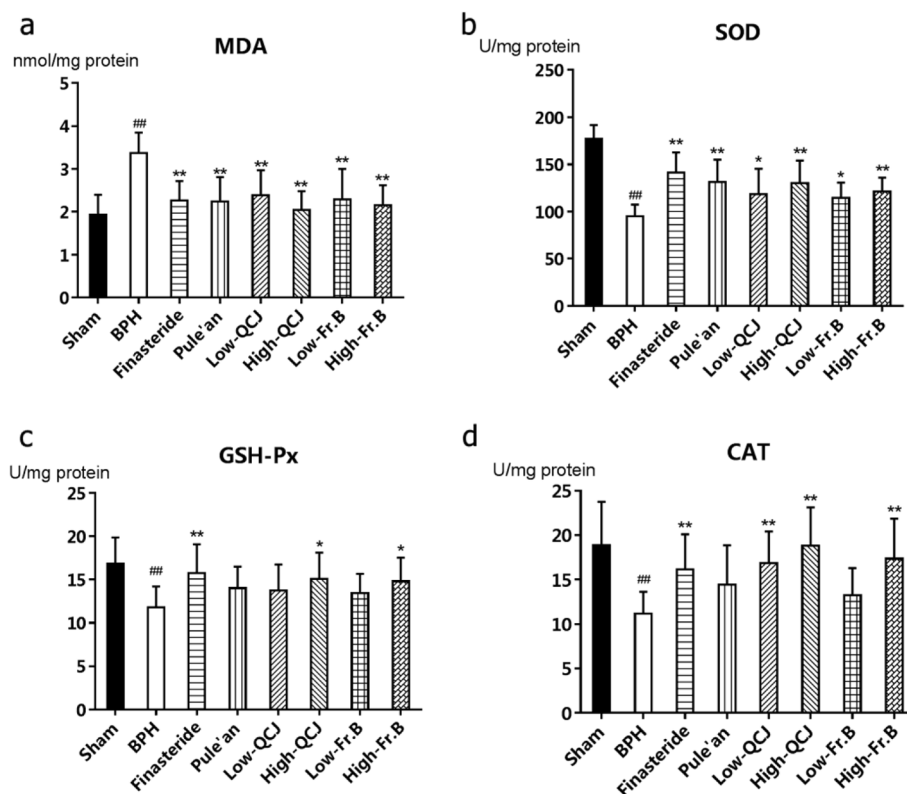 a
MDA
nmol/mg protein
5
4
3
2
1
0
##
**
**
**
**
**
**
Sham
BPH
Finasteride
Pule'an
Low-QCJ
High-QCJ
Low-Fr.B
High-Fr.B
b
SOD
U/mg protein
250
200
150
100
50
0
##
**
**
*
**
*
**
Sham
BPH
Finasteride
Pule'an
Low-QCJ
High-QCJ
Low-Fr.B
High-Fr.B
c
GSH-Px
U/mg protein
25
20
15
10
5
0
##
**
*
*
Sham
BPH
Finasteride
Pule'an
Low-QCJ
High-QCJ
Low-Fr.B
High-Fr.B
d
CAT
U/mg protein
25
20
15
10
5
0
##
**
**
**
**
Sham
BPH
Finasteride
Pule'an
Low-QCJ
High-QCJ
Low-Fr.B
High-Fr.B